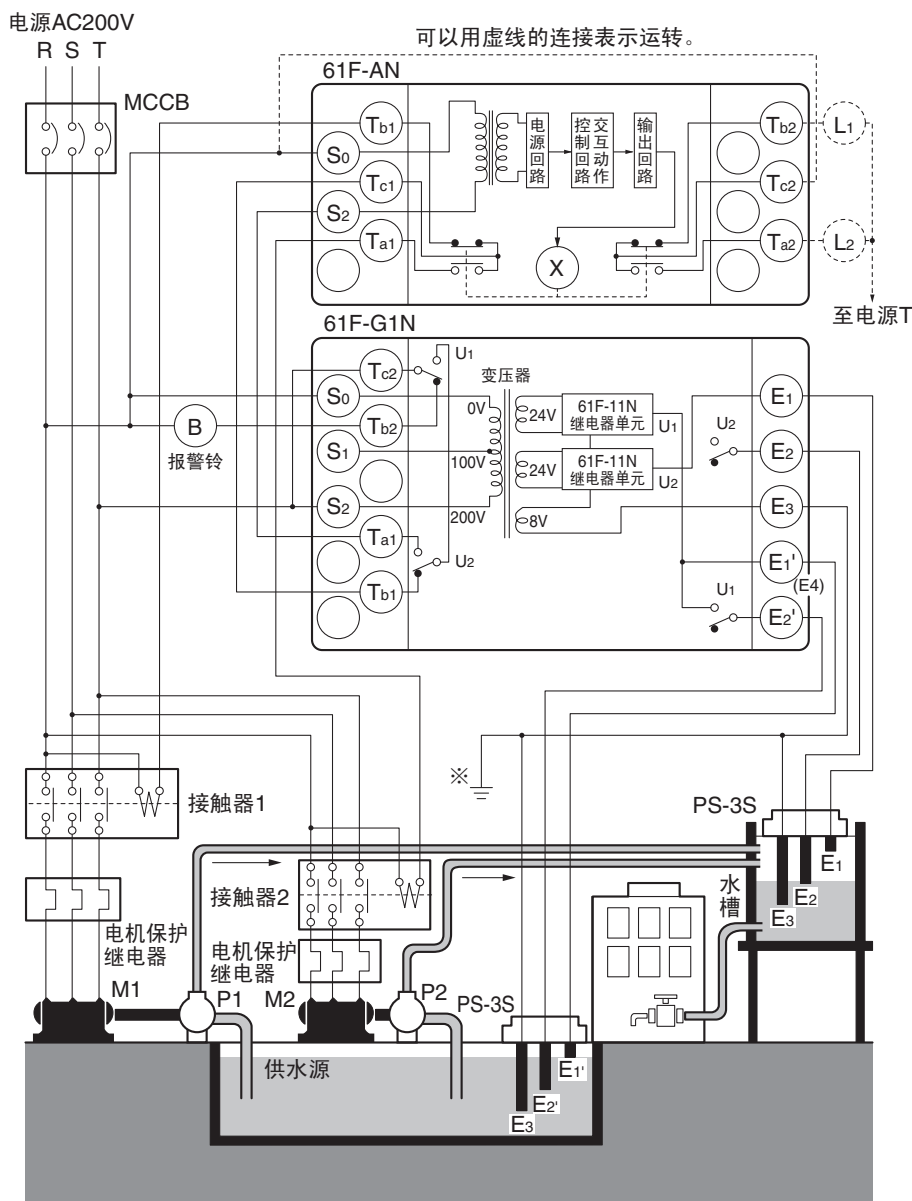 电源AC200V
R S T
MCCB
可以用虚线的连接表示运转。
61F-AN
Tb1
S0
Tc1
S2
Ta1
电源回路
控制回路
交互动作
输出回路
X
Tb2
L1
Tc2
Ta2
L2
至电源T
61F-G1N
Tc2
U1
S0
B
报警铃
Tb2
S1
S2
Ta1
U2
Tb1
变压器
0V
100V
200V
24V
61F-11N
继电器单元
U1
24V
61F-11N
继电器单元
U2
8V
U2
E1
E2
E3
E1'
(E4)
U1
E2'
※
接触器1
接触器2
电机保护
继电器
电机保护
继电器
M1
P1
M2
P2
PS-3S
PS-3S
水槽
E1
E2
E3
供水源
E1'
E2'
E3